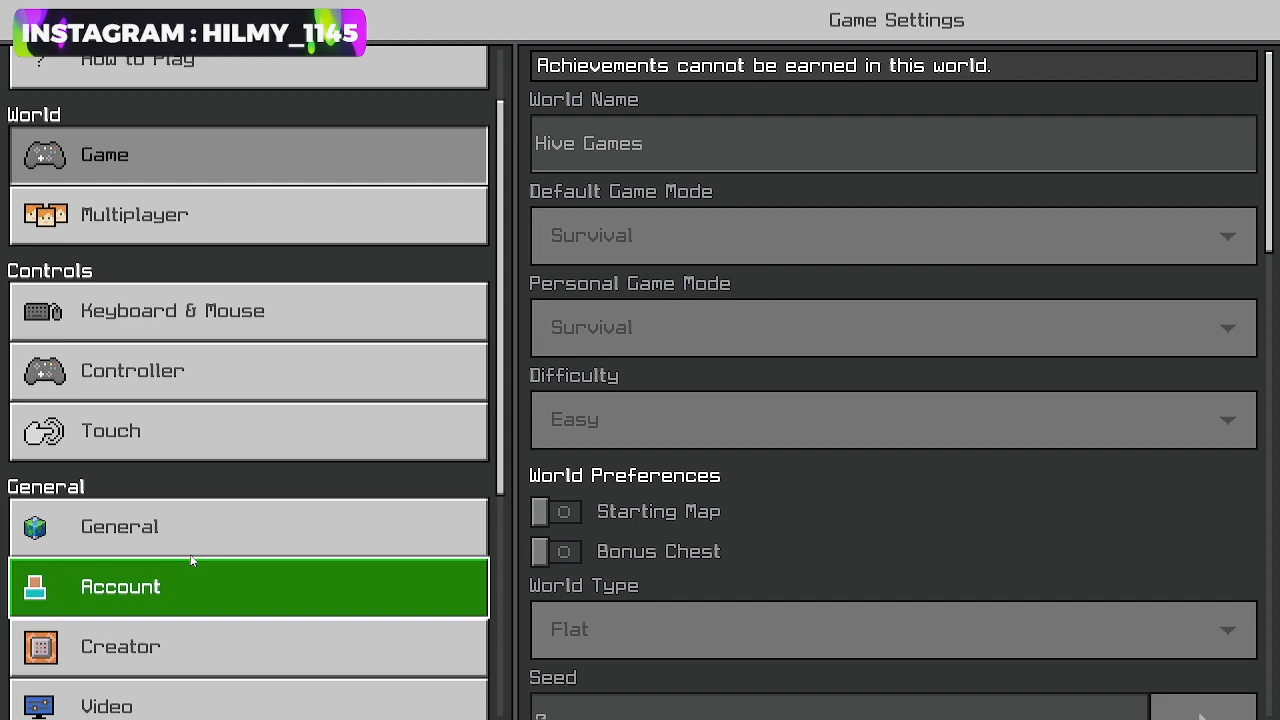 INSTAGRAM : HILMY_1145
Game Settings
How to Play
World
Game
Multiplayer
Controls
Keyboard & Mouse
Controller
Touch
General
General
Account
Creator
Video
Achievements cannot be earned in this world.
World Name
Hive Games
Default Game Mode
Survival
Personal Game Mode
Survival
Difficulty
Easy
World Preferences
Starting Map
Bonus Chest
World Type
Flat
Seed